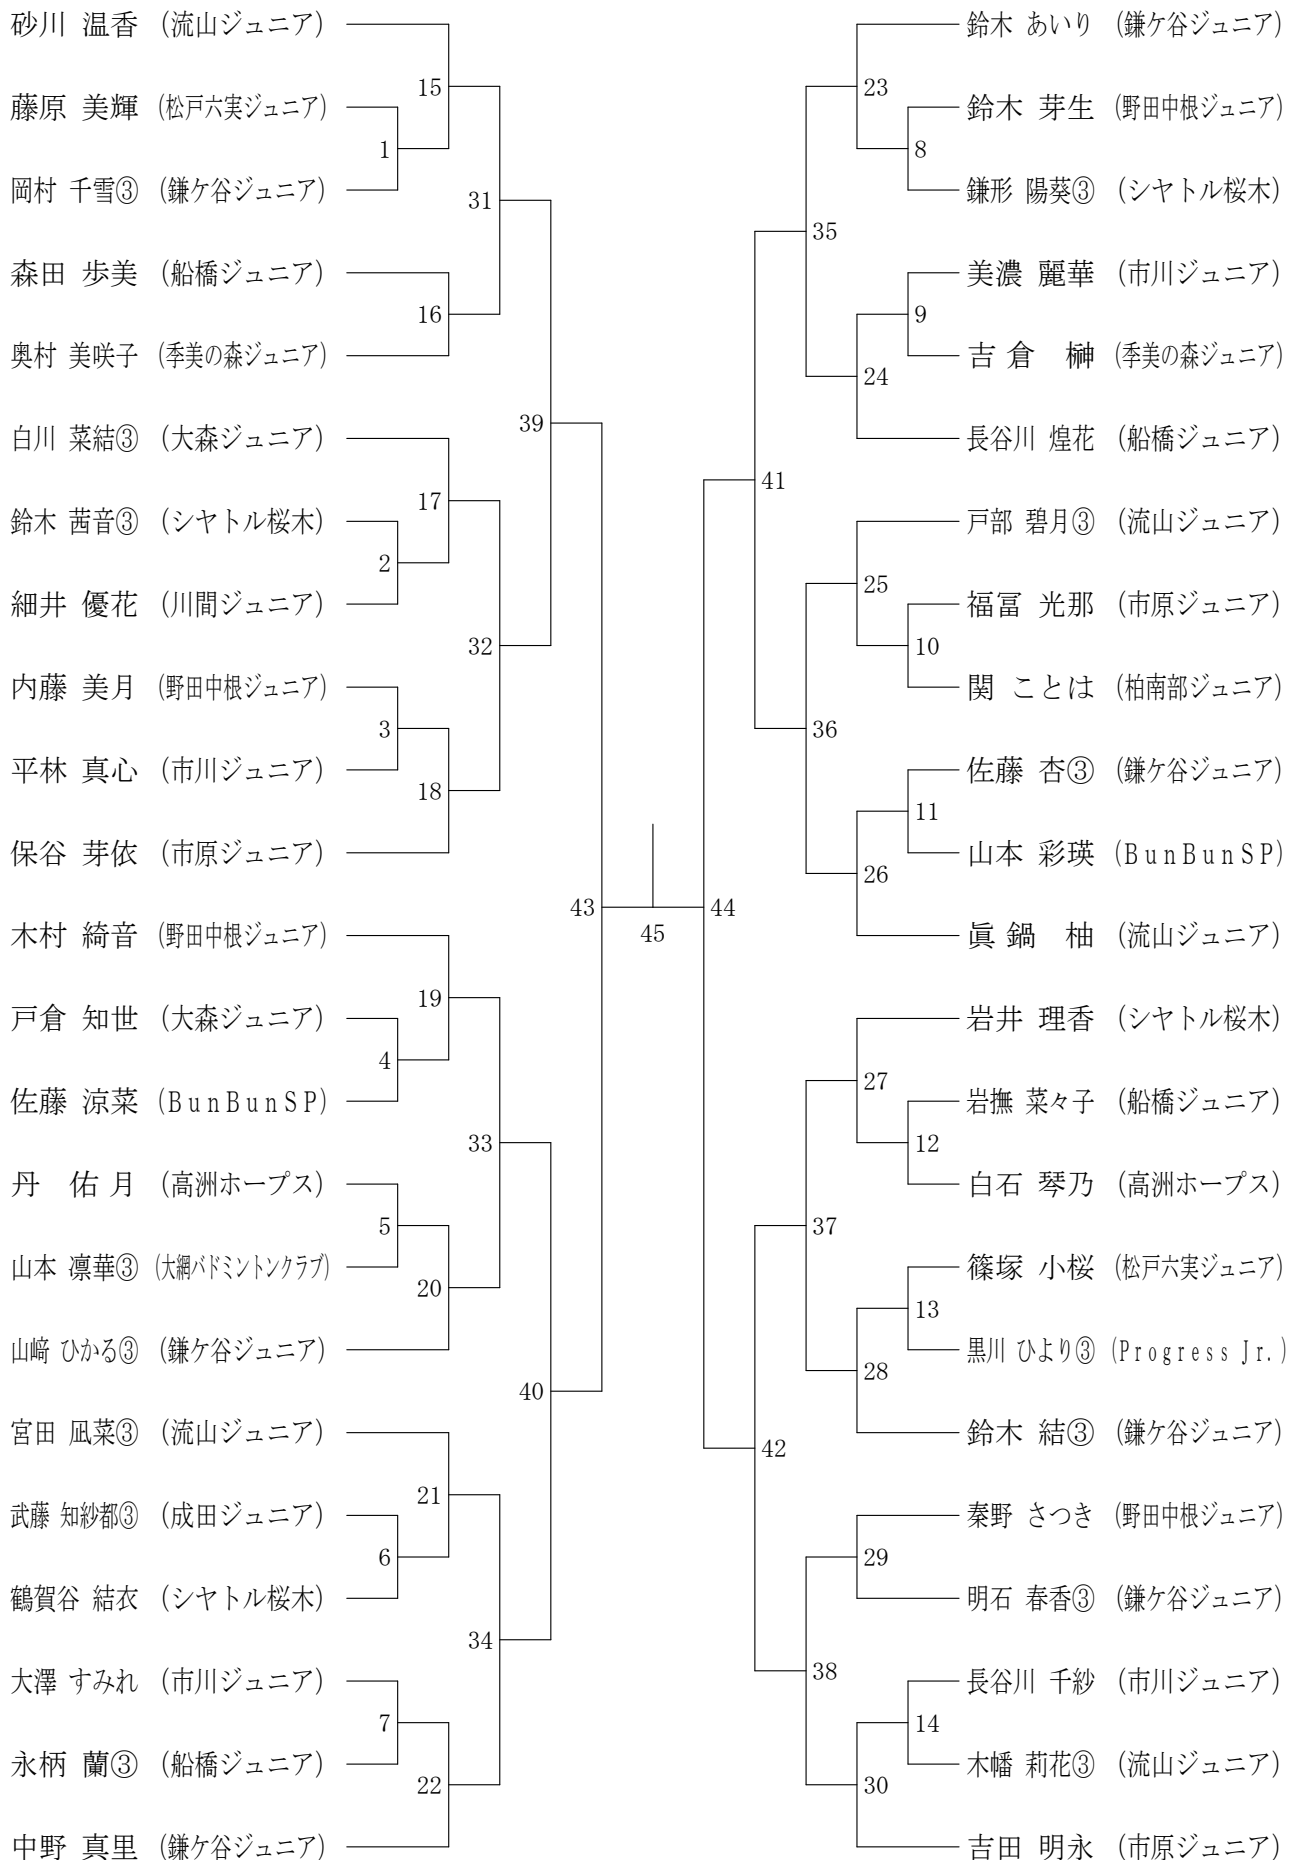 砂川 温香 (流山ジュニア)
藤原 美輝 (松戸六実ジュニア)
岡村 千雪③ (鎌ケ谷ジュニア)
森田 歩美 (船橋ジュニア)
奥村 美咲子 (季美の森ジュニア)
白川 菜結③ (大森ジュニア)
鈴木 茜音③ (シヤトル桜木)
細井 優花 (川間ジュニア)
内藤 美月 (野田中根ジュニア)
平林 真心 (市川ジュニア)
保谷 芽依 (市原ジュニア)
木村 綺音 (野田中根ジュニア)
戸倉 知世 (大森ジュニア)
佐藤 涼菜 (BunBunSP)
丹 佑月 (高洲ホープス)
山本 凛華③ (大網バドミントンクラブ)
山﨑 ひかる③ (鎌ケ谷ジュニア)
宮田 凪菜③ (流山ジュニア)
武藤 知紗都③ (成田ジュニア)
鶴賀谷 結衣 (シヤトル桜木)
大澤 すみれ (市川ジュニア)
永柄 蘭③ (船橋ジュニア)
中野 真里 (鎌ケ谷ジュニア)
1
2
3
4
5
6
7
15
16
17
18
19
20
21
22
31
32
33
34
39
40
43
45
44
41
42
35
36
37
38
23
24
25
26
27
28
29
30
8
9
10
11
12
13
14
鈴木 あいり (鎌ケ谷ジュニア)
鈴木 芽生 (野田中根ジュニア)
鎌形 陽葵③ (シヤトル桜木)
美濃 麗華 (市川ジュニア)
吉倉 榊 (季美の森ジュニア)
長谷川 煌花 (船橋ジュニア)
戸部 碧月③ (流山ジュニア)
福冨 光那 (市原ジュニア)
関 ことは (柏南部ジュニア)
佐藤 杏③ (鎌ケ谷ジュニア)
山本 彩瑛 (BunBunSP)
眞鍋 柚 (流山ジュニア)
岩井 理香 (シヤトル桜木)
岩撫 菜々子 (船橋ジュニア)
白石 琴乃 (高洲ホープス)
篠塚 小桜 (松戸六実ジュニア)
黒川 ひより③ (Progress Jr.)
鈴木 結③ (鎌ケ谷ジュニア)
秦野 さつき (野田中根ジュニア)
明石 春香③ (鎌ケ谷ジュニア)
長谷川 千紗 (市川ジュニア)
木幡 莉花③ (流山ジュニア)
吉田 明永 (市原ジュニア)